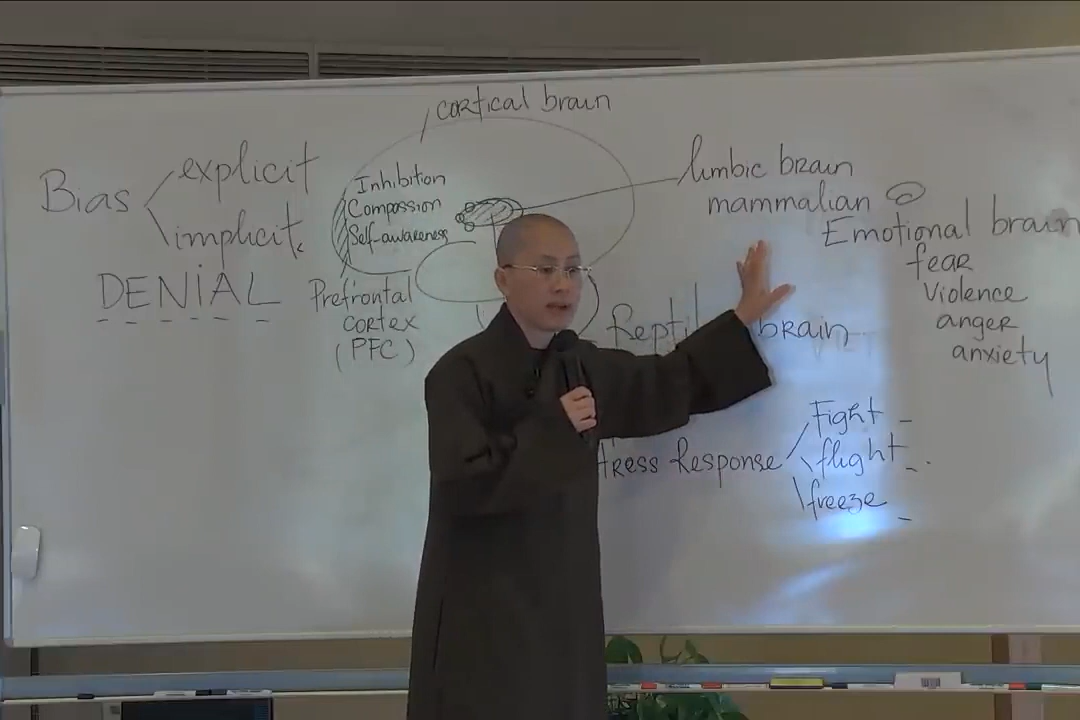 cortical brain
Bias
explicit
implicit
DENIAL
Inhibition
Compassion
Self-awareness
Prefrontal
cortex
(PFC)
limbic brain
mammalian
Emotional brain
fear
Violence
anger
anxiety
brain
Response
Fight
flight
freeze